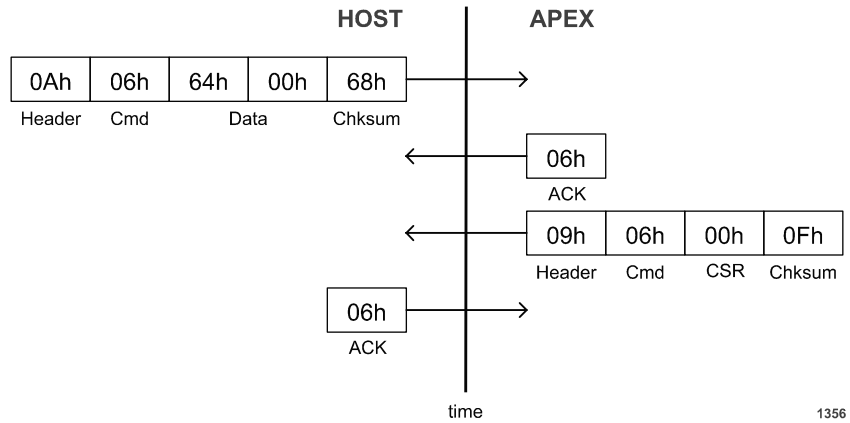 HOST APEX
0Ah 06h 64h 00h 68h
Header Cmd Data Chksum
06h
ACK
09h 06h 00h 0Fh
Header Cmd CSR Chksum
06h
ACK
time
1356